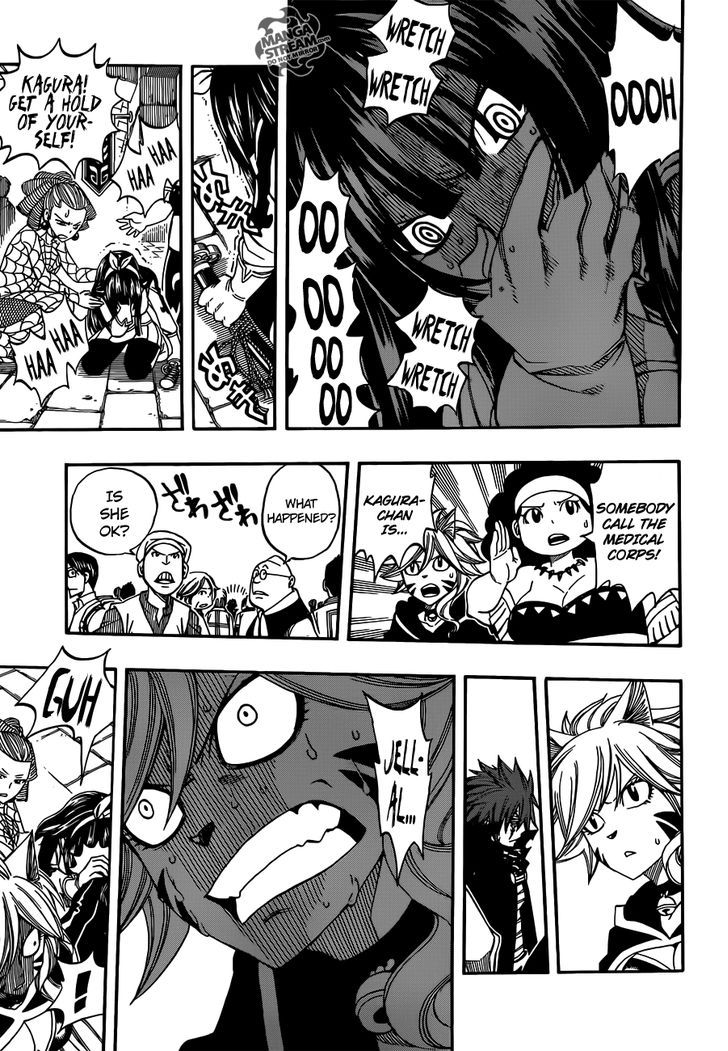 MANGA
STREAM
DO NOT MIRROR
WRETCH
WRETCH
OOOH
OO
OO
OO
OO
WRETCH
WRETCH
KAGURA!
GET A HOLD
OF YOUR-
SELF!
HAA
HAA
HAA
HAA
SOMEBODY
CALL THE
MEDICAL
CORPS!
KAGURA-
CHAN
IS...
WHAT
HAPPENED?
ざわざわ
IS
SHE
OK?
JELL-
AL...
GUH
!